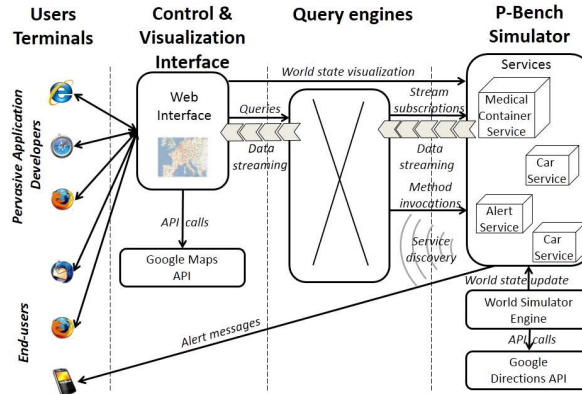 Users
Terminals
Control &
Visualization
Interface
Query engines
P-Bench
Simulator
Pervasive Application
Developers
End-users
Web
Interface
API calls
Google Maps
API
World state visualization
Queries
Data
streaming
Stream
subscriptions
Data
streaming
Method
invocations
Service
discovery
Alert messages
Services
Medical
Container
Service
Car
Service
Alert
Service
Car
Service
World state update
World Simulator
Engine
API calls
Google
Directions API